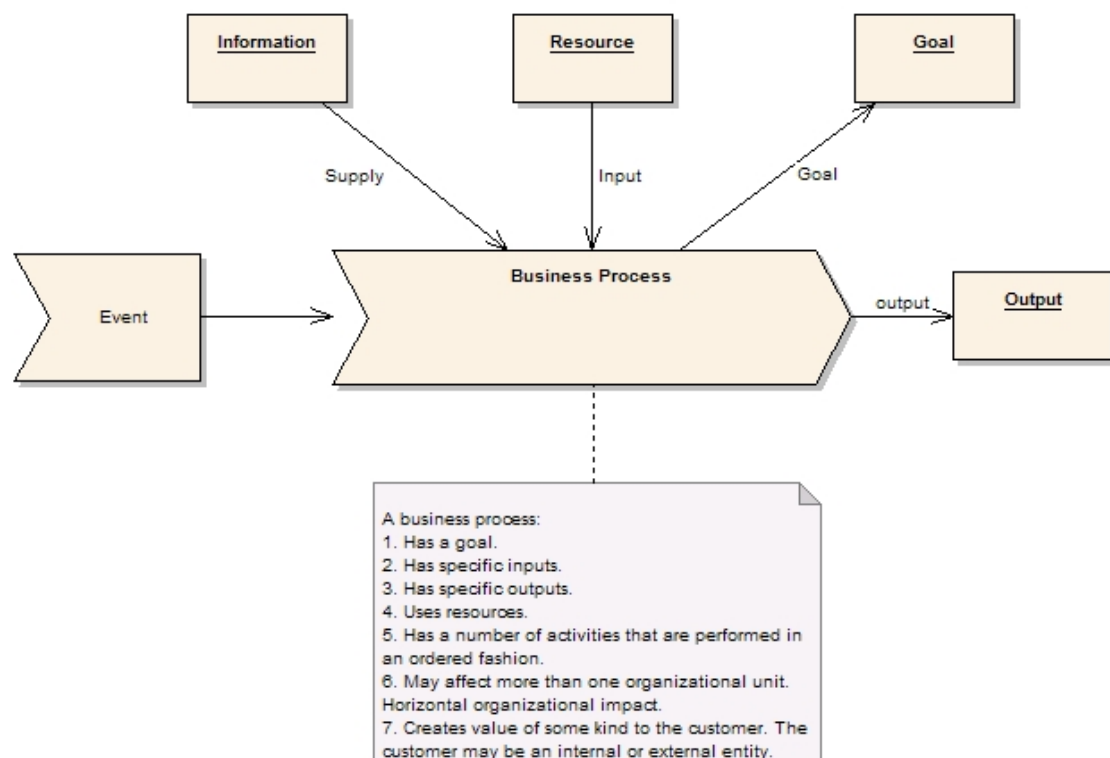 Information
Resource
Goal
Supply
Input
Goal
Business Process
Event
output
Output
A business process:
1. Has a goal.
2. Has specific inputs.
3. Has specific outputs.
4. Uses resources.
5. Has a number of activities that are performed in
an ordered fashion.
6. May affect more than one organizational unit.
Horizontal organizational impact.
7. Creates value of some kind to the customer. The
customer may be an internal or external entity.